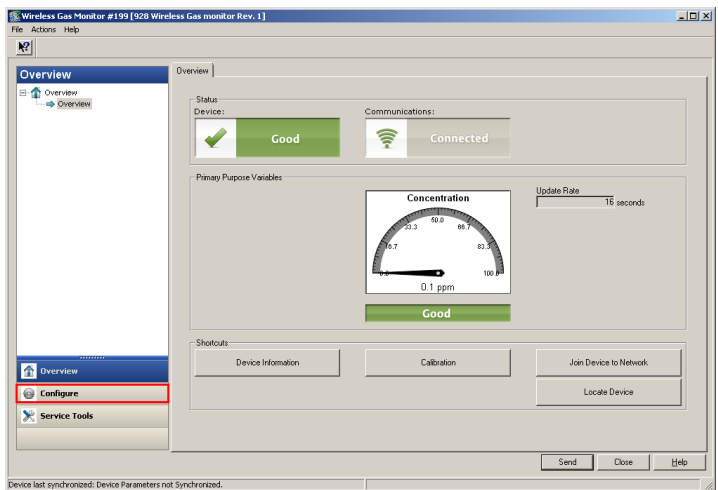 Wireless Gas Monitor #199 [928 Wireless Gas monitor Rev. 1]
File Actions Help
Overview
Overview
Overview
Overview
Status
Device:
Communications:
Good
Connected
Primary Purpose Variables
Concentration
0.0
16.7
33.3
50.0
66.7
83.3
100.0
0.1 ppm
Good
Update Rate
16 seconds
Shortcuts
Device Information
Calibration
Join Device to Network
Locate Device
Overview
Configure
Service Tools
Send
Close
Help
Device last synchronized: Device Parameters not Synchronized.